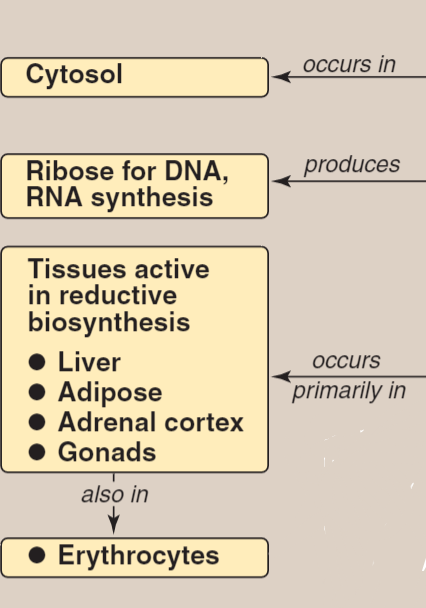 occurs in
Cytosol
produces
Ribose for DNA,
RNA synthesis
Tissues active
in reductive
biosynthesis
● Liver
● Adipose
● Adrenal cortex
● Gonads
occurs
primarily in
also in
● Erythrocytes